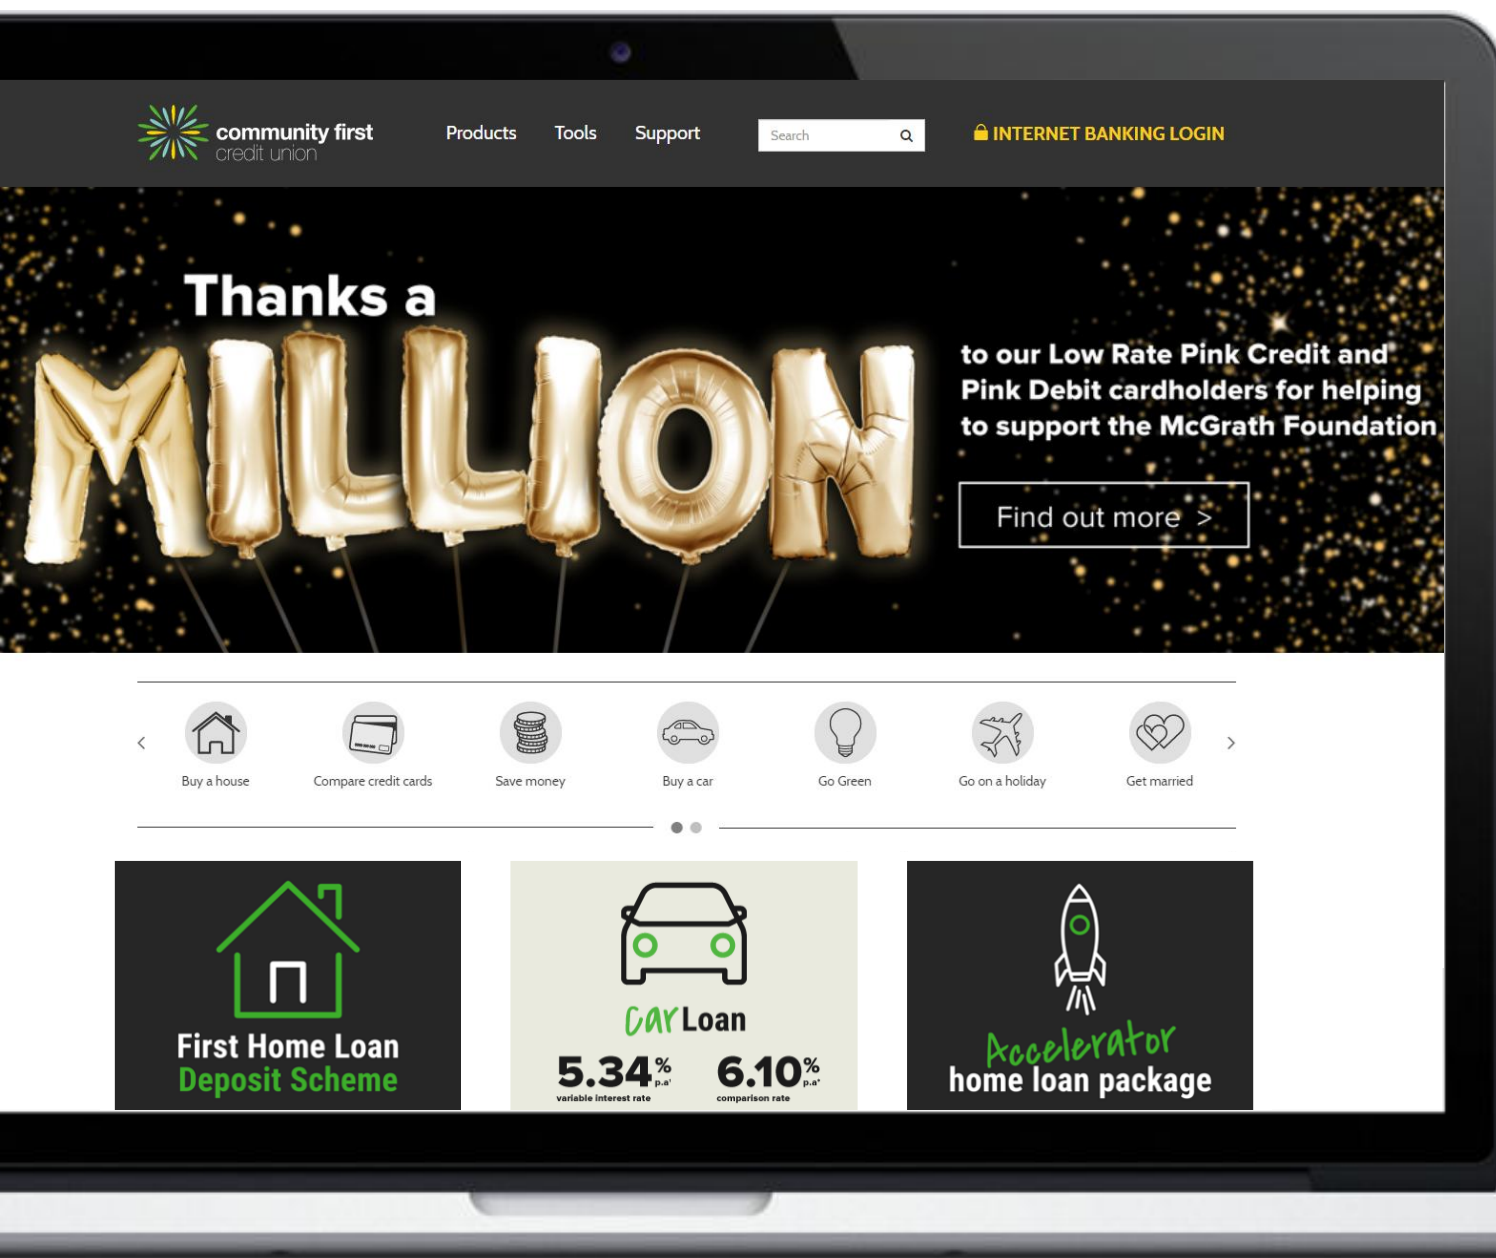 community first
credit union
Products
Tools
Support
Search
INTERNET BANKING LOGIN
Thanks a
MILLION
to our Low Rate Pink Credit and
Pink Debit cardholders for helping
to support the McGrath Foundation
Find out more >
Buy a house
Compare credit cards
Save money
Buy a car
Go Green
Go on a holiday
Get married
First Home Loan
Deposit Scheme
Car Loan
5.34% p.a
variable interest rate
6.10% p.a
comparison rate
Accelerator
home loan package